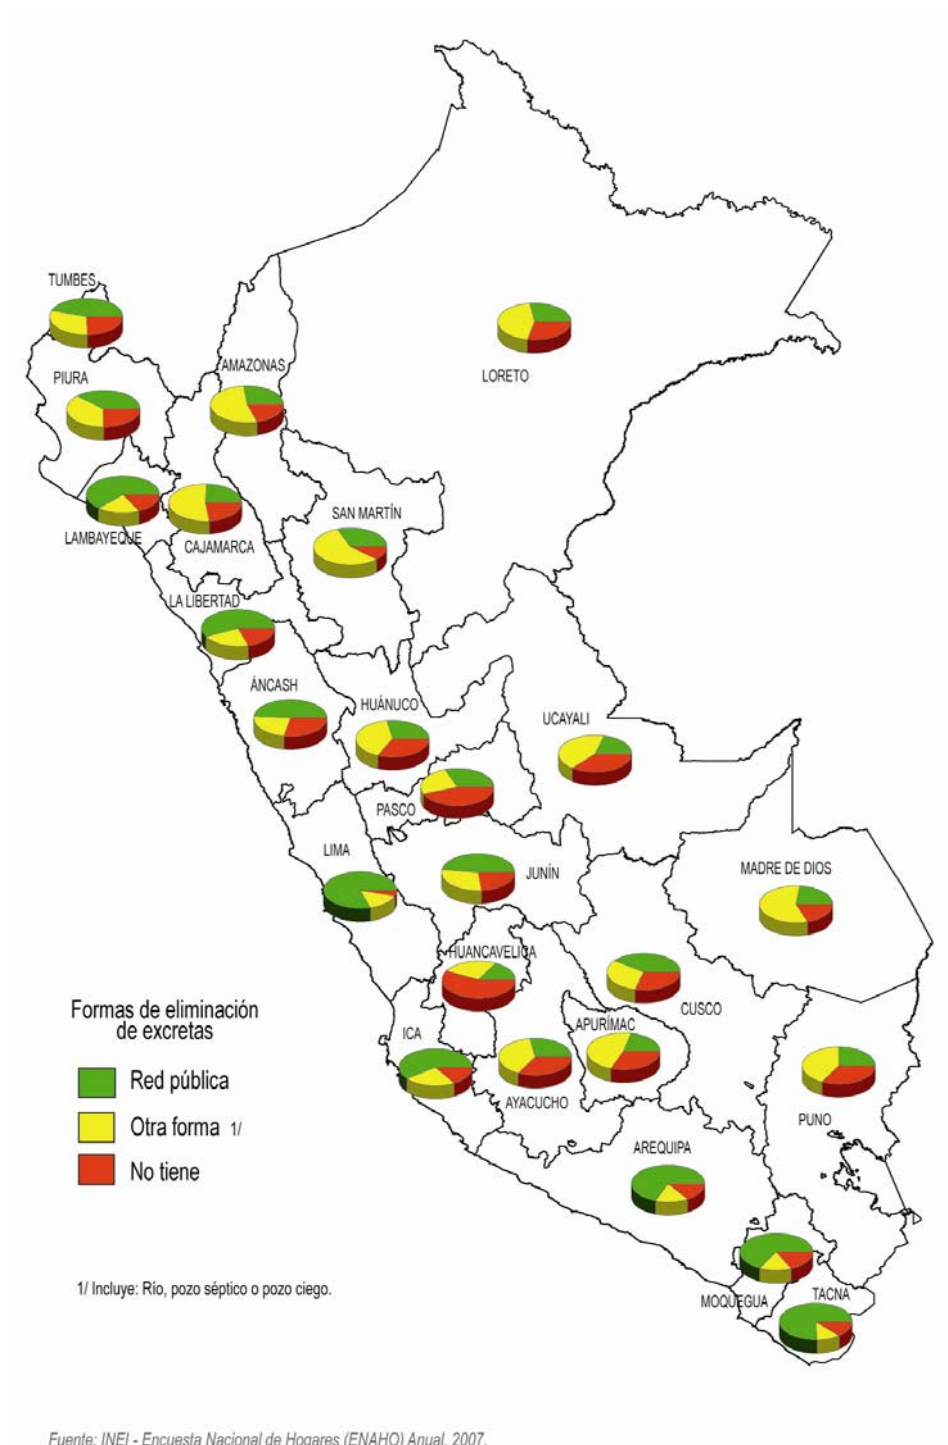 TUMBES
PIURA
AMAZONAS
LORETO
LAMBAYEQUE
CAJAMARCA
SAN MARTÍN
LA LIBERTAD
ÁNCASH
HUÁNUCO
UCAYALI
PASCO
LIMA
JUNÍN
MADRE DE DIOS
HUANCAVELICA
CUSCO
ICA
APURÍMAC
AYACUCHO
PUNO
AREQUIPA
MOQUEGUA
TACNA
Formas de eliminación
de excretas
Red pública
Otra forma 1/
No tiene
1/ Incluye: Río, pozo séptico o pozo ciego.
Fuente: INEI - Encuesta Nacional de Hogares (ENAHO) Anual, 2007.